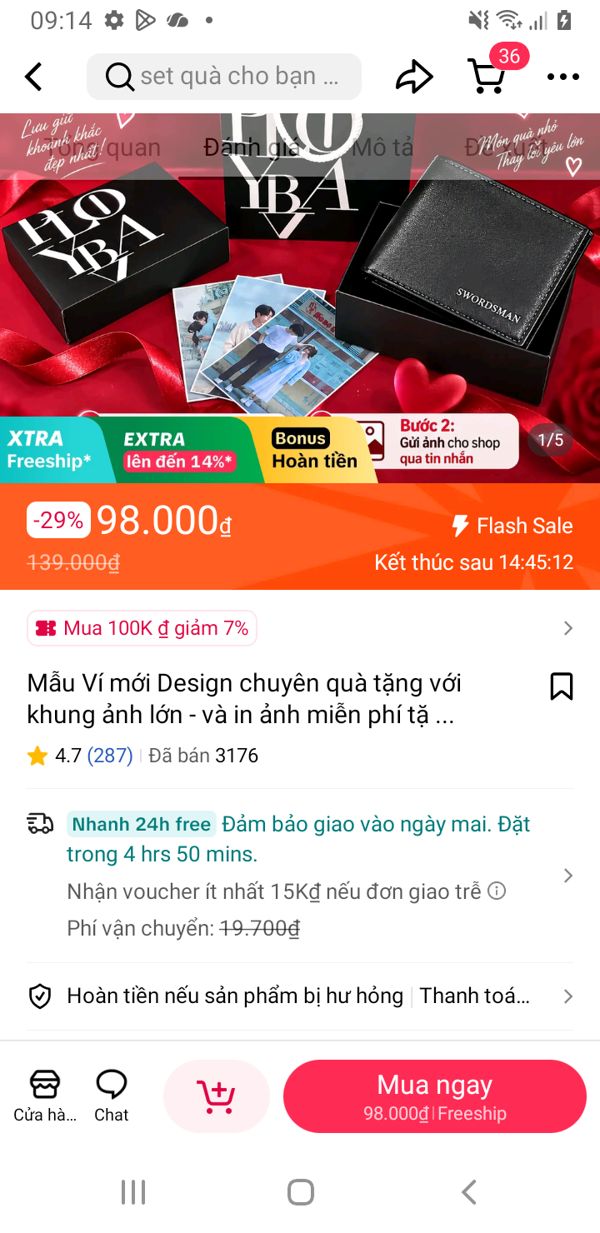 09:14
36
set quà cho bạn ...
Lưu giữ
khoảnh khắc
đẹp nhất!
Tổng quan
Đánh giá
Mô tả
Món quà nhỏ
Thay lời yêu lớn
SWORDSMAN
XTRA
Freeship*
EXTRA
lên đến 14%*
Bonus
Hoàn tiền
Bước 2:
Gửi ảnh cho shop
qua tin nhắn
1/5
-29% 98.000₫
Flash Sale
139.000₫
Kết thúc sau 14:45:12
Mua 100K ₫ giảm 7%
Mẫu Ví mới Design chuyên quà tặng với
khung ảnh lớn - và in ảnh miễn phí tặ ...
4.7 (287) Đã bán 3176
Nhanh 24h free Đảm bảo giao vào ngày mai. Đặt
trong 4 hrs 50 mins.
Nhận voucher ít nhất 15K₫ nếu đơn giao trễ
Phí vận chuyển: 19.700₫
Hoàn tiền nếu sản phẩm bị hư hỏng Thanh toá...
Cửa hà...
Chat
Mua ngay
98.000₫ Freeship